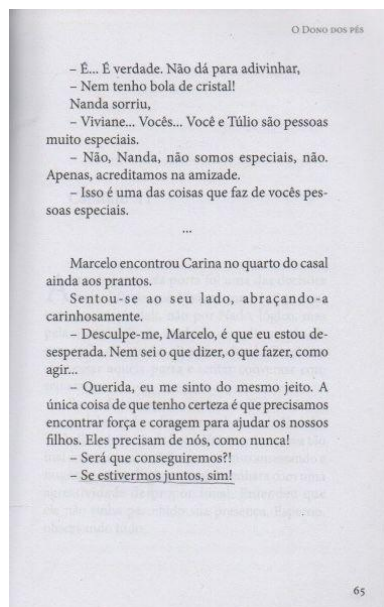 O DONO DOS PÉS
– É... É verdade. Não dá para adivinhar,
– Nem tenho bola de cristal!
Nanda sorriu,
– Viviane... Vocês... Você e Túlio são pessoas
muito especiais.
– Não, Nanda, não somos especiais, não.
Apenas, acreditamos na amizade.
– Isso é uma das coisas que faz de vocês pes-
soas especiais.
...
Marcelo encontrou Carina no quarto do casal
ainda aos prantos.
Sentou-se ao seu lado, abraçando-a
carinhosamente.
– Desculpe-me, Marcelo, é que eu estou de-
sesperada. Nem sei o que dizer, o que fazer, como
agir...
– Querida, eu me sinto do mesmo jeito. A
única coisa de que tenho certeza é que precisamos
encontrar força e coragem para ajudar os nossos
filhos. Eles precisam de nós, como nunca!
– Será que conseguiremos?!
– Se estivermos juntos, sim!
65